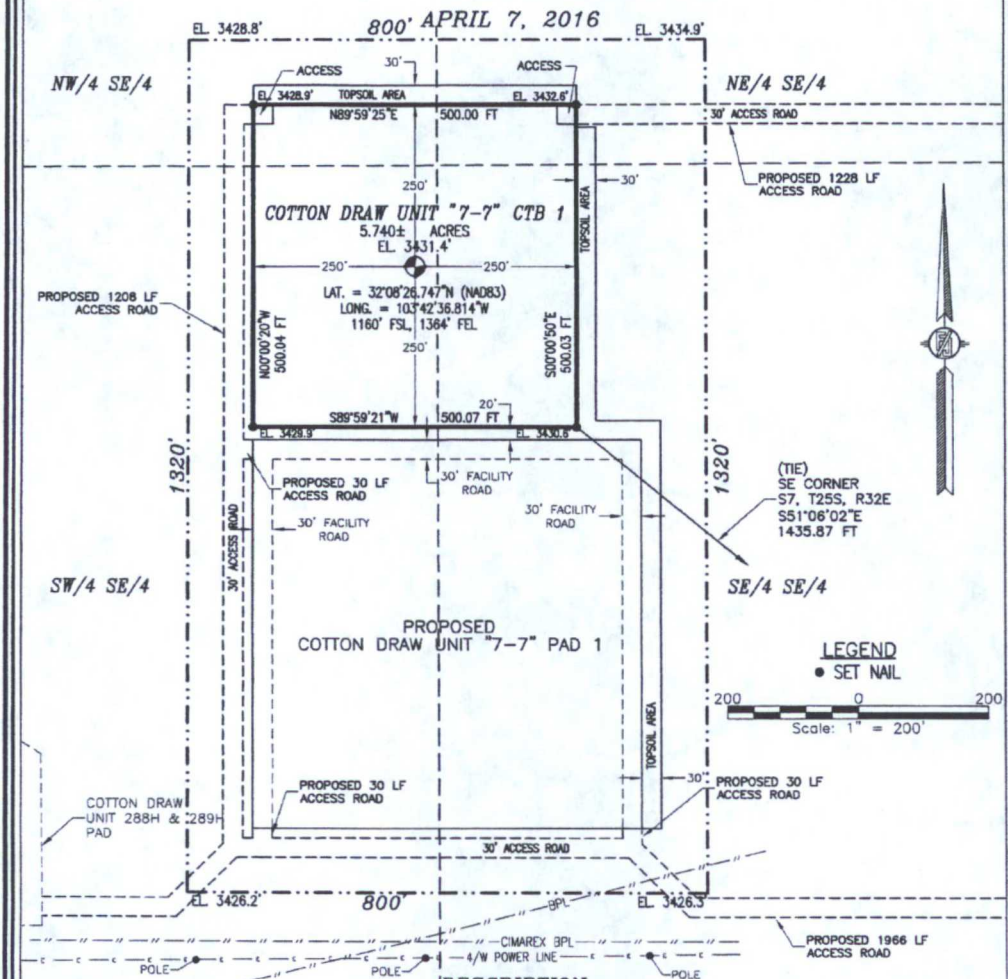 APRIL 7, 2016
EL. 3428.8'
800'
EL. 3434.9'
NW/4 SE/4
NE/4 SE/4
ACCESS
30'
ACCESS
EL. 3428.9'
TOPSOIL AREA
EL. 3432.6'
N89°59'25"E
500.00 FT
30' ACCESS ROAD
PROPOSED 1228 LF
ACCESS ROAD
250'
30'
TOPSOIL AREA
COTTON DRAW UNIT "7-7" CTB 1
5.740± ACRES
EL. 3431.4'
250'
250'
LAT. = 32°08'26.747"N (NAD83)
LONG. = 103°42'36.814"W
1160' FSL, 1364' FEL
250'
PROPOSED 1208 LF
ACCESS ROAD
N00°00'20"W
500.04 FT
S00°00'50"E
500.03 FT
S89°59'21"W
500.07 FT
20'
EL. 3429.9'
EL. 3430.6'
1320'
1320'
PROPOSED 30 LF
ACCESS ROAD
30' FACILITY
ROAD
30' FACILITY
ROAD
30' FACILITY
ROAD
30' ACCESS ROAD
(TIE)
SE CORNER
S7, T25S, R32E
S51°06'02"E
1435.87 FT
SW/4 SE/4
SE/4 SE/4
PROPOSED
COTTON DRAW UNIT "7-7" PAD 1
LEGEND
● SET NAIL
200
0
200
Scale: 1" = 200'
TOPSOIL AREA
30'
PROPOSED 30 LF
ACCESS ROAD
PROPOSED 30 LF
ACCESS ROAD
COTTON DRAW
UNIT 288H & 289H
PAD
30' ACCESS ROAD
EL. 3426.2'
800'
EL. 3426.3'
BPL
CIMAREX BPL
4/W POWER LINE
POLE
POLE
POLE
PROPOSED 1966 LF
ACCESS ROAD